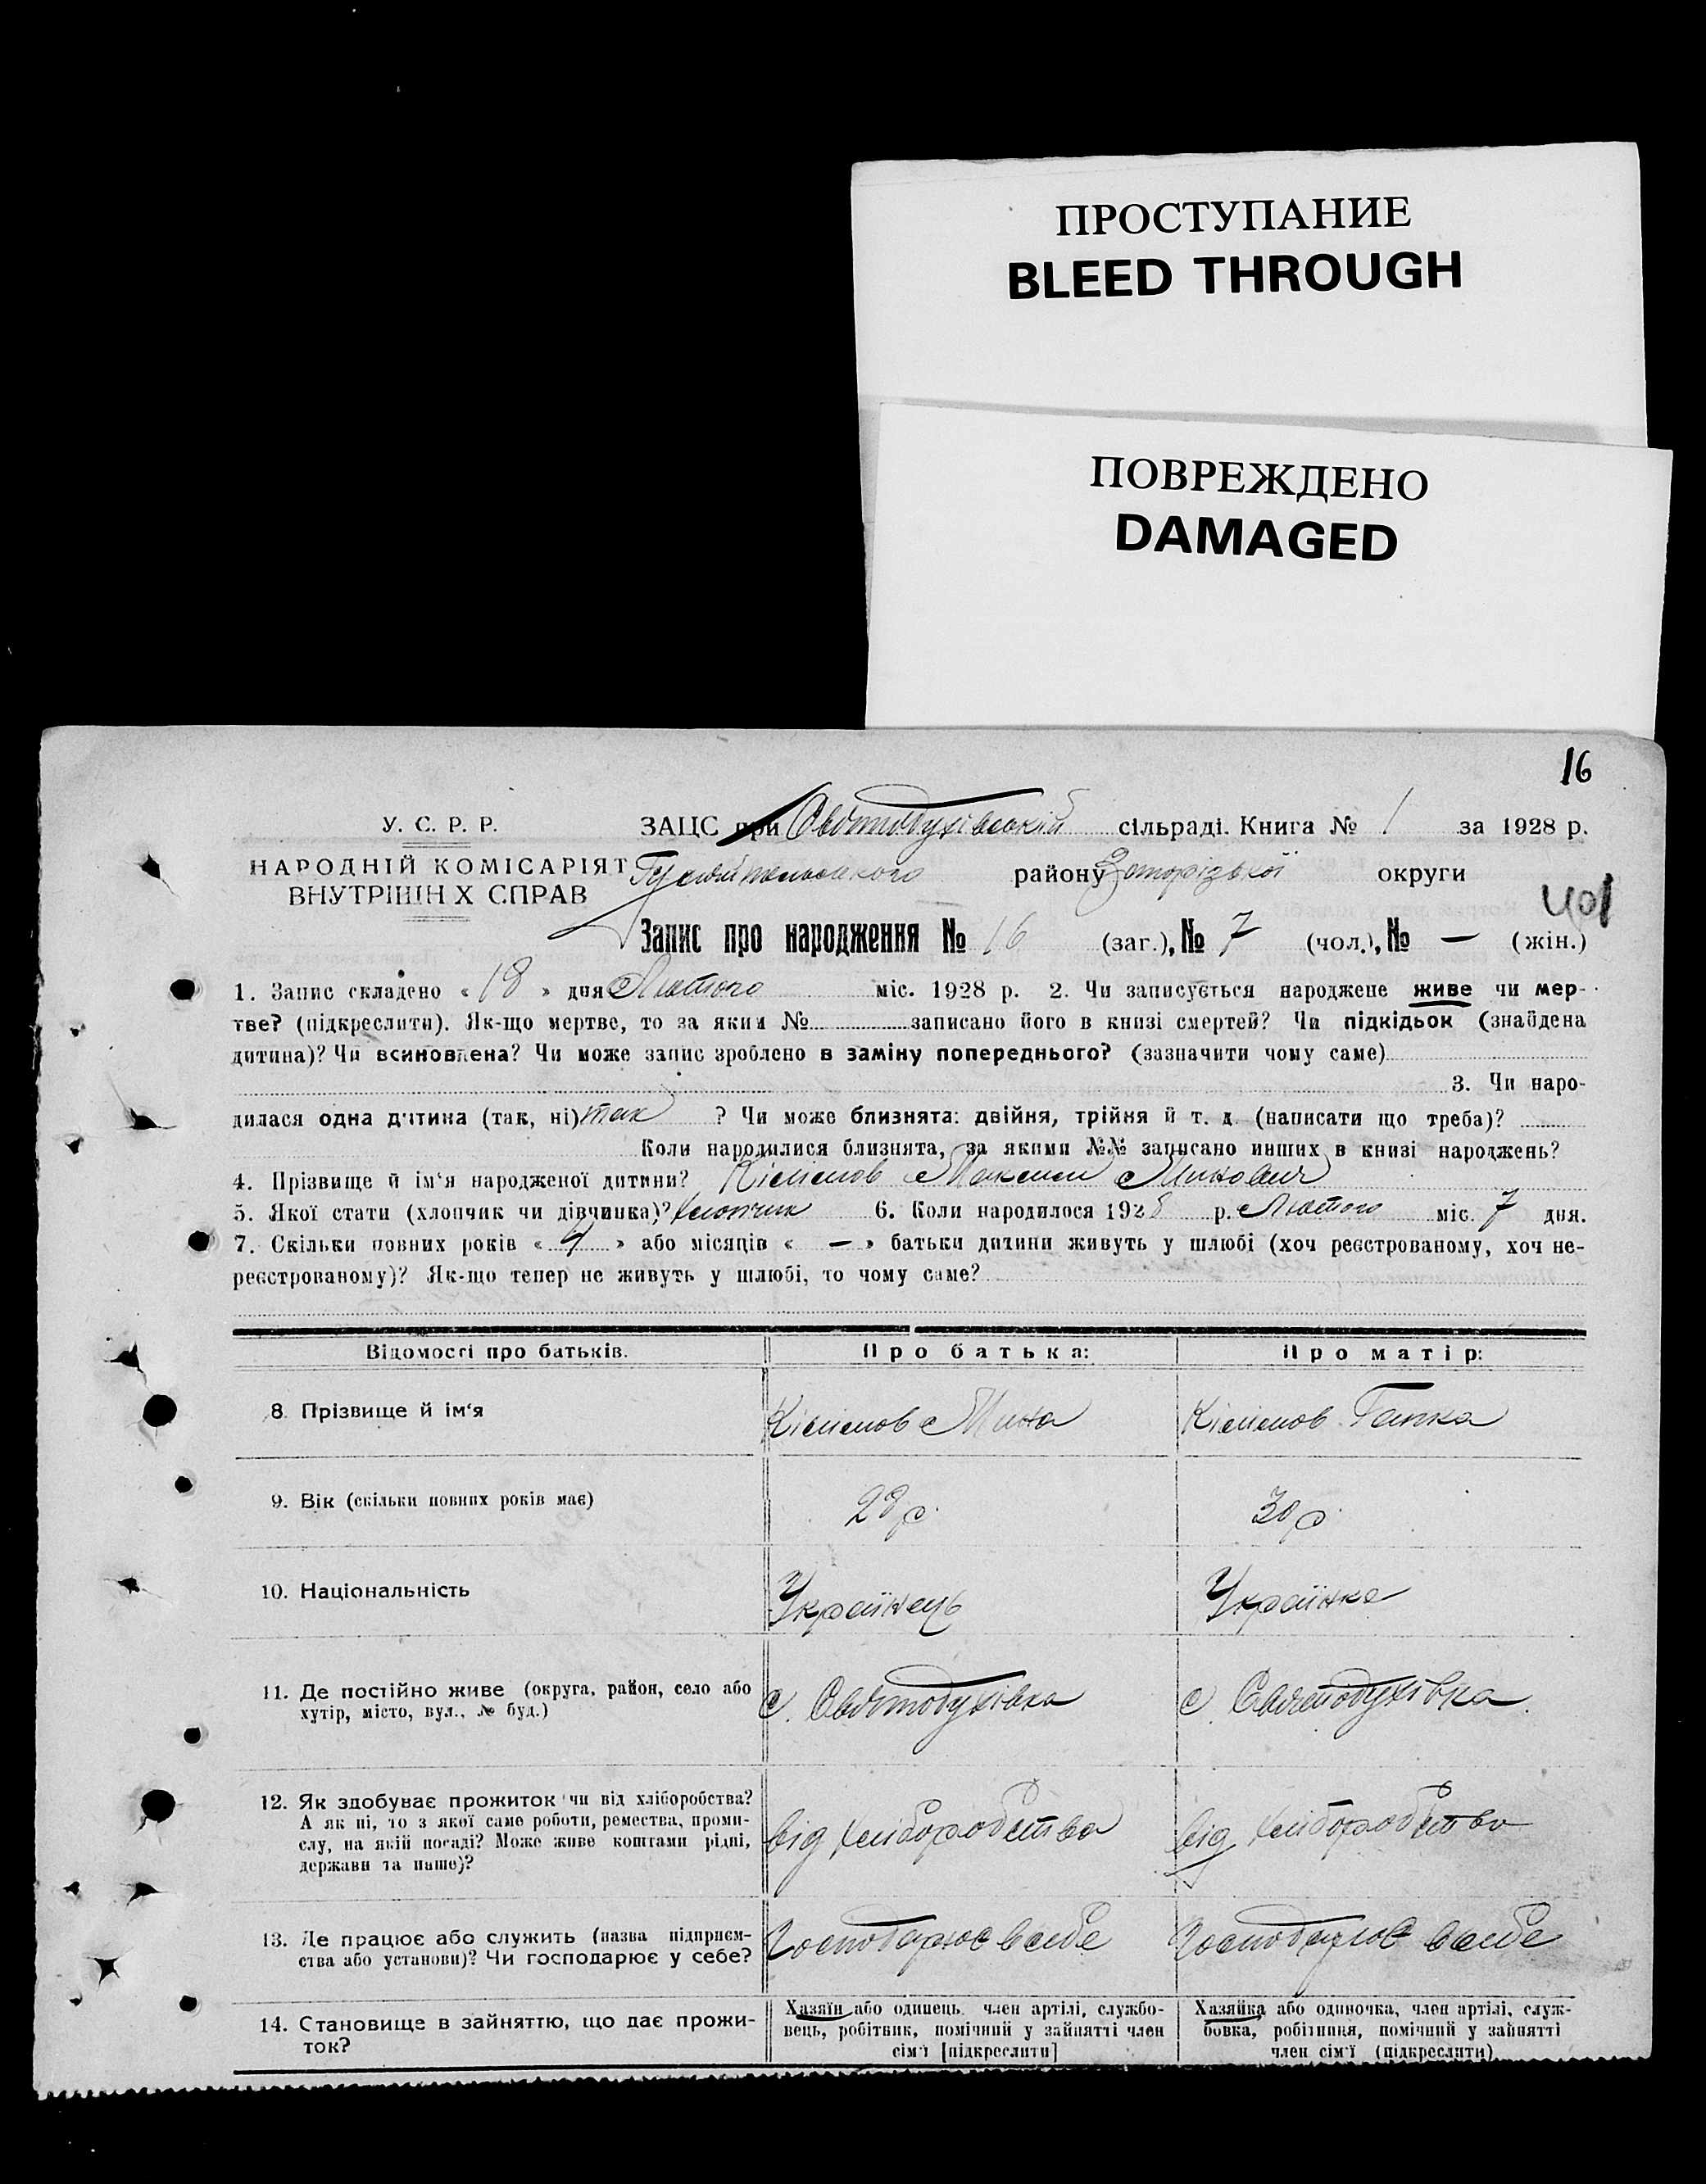 ПРОСТУПАНИЕ
BLEED THROUGH
ПОВРЕЖДЕНО
DAMAGED
16
У. С. Р. Р.
ЗАЦС при Святодухівській сільраді. Книга № 1 за 1928 р.
НАРОДНІЙ КОМІСАРІЯТ
ВНУТРІШН Х СПРАВ
району Запорізької округи
401
Запис про народження № 16 (заг.), № 7 (чол.), № — (жін.)
1. Запис складено « 18 » дня Лютого міс. 1928 р. 2. Чи записується народжене живе чи мер-
тве? (підкреслити). Як-що мертве, то за яким № записано його в книзі смертей? Чи підкідьок (знайдена
дитина)? Чи всиновлена? Чи може запис зроблено в заміну попереднього? (зазначити чому саме)
3. Чи наро-
дилася одна дитина (так, ні) так ? Чи може близнята: двійня, трійня й т. д. (написати що треба)?
Коли народилися близнята, за якими №№ записано инших в книзі народжень?
4. Прізвище й ім'я народженої дитини? Максим Минович
5. Якої стати (хлопчик чи дівчинка)? хлопчик 6. Коли народилося 1928 р. Лютого міс. 7 дня.
7. Скільки повних років « 4 » або місяців « — » батьки дитини живуть у шлюбі (хоч реєстрованому, хоч не-
реєстрованому)? Як-що тепер не живуть у шлюбі, то чому саме?
Відомості про батьків. Про батька: Про матір:
8. Прізвище й ім'я Мина Гапка
9. Вік (скільки повних років має) 28 р. 30 р.
10. Національність Українець Українка
11. Де постійно живе (округа, район, село або
хутір, місто, вул., № буд.) с. Святодухівка с. Святодухівка.
12. Як здобуває прожиток чи від хліборобства?
А як ні, то з якої саме роботи, ремества, проми-
слу, на якій посаді? Може живе коштами рідні,
держави та инше)? від хліборобства від хліборобства
13. Де працює або служить (назва підприєм-
ства або установи)? Чи господарює у себе? Господарює в себе Господарює в себе
14. Становище в зайняттю, що дає прожи-
ток?
Хазяїн або одинець член артілі, службо-
вець, робітник, помічний у зайнятті член
сім'ї [підкреслити]
Хазяйка або одиночка, член артілі, служ-
бовка, робітниця, помічний у зайнятті
член сім'ї (підкреслити)